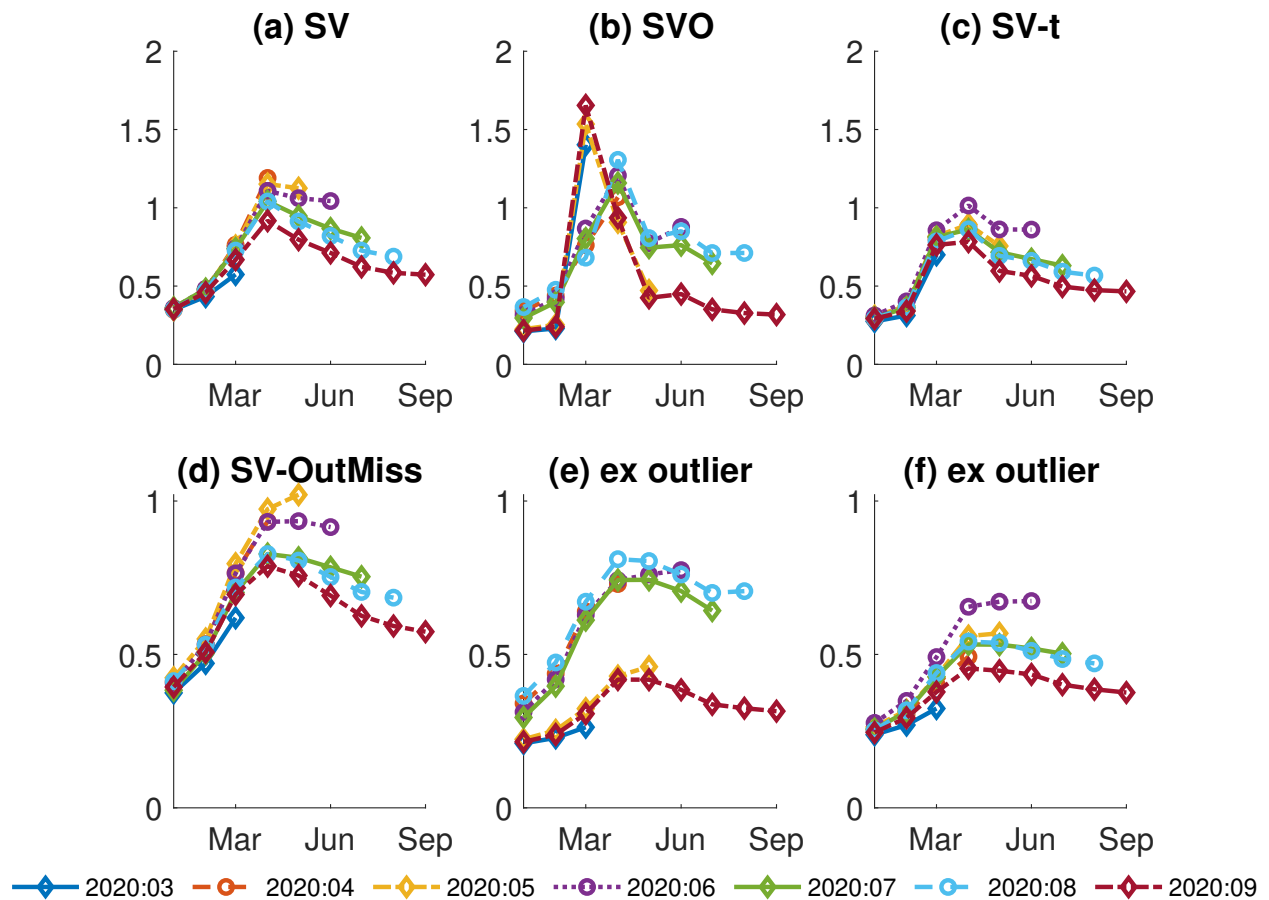 (a) SV (b) SVO (c) SV-t
2 2 2
1.5 1.5 1.5
1 1 1
0.5 0.5 0.5
0 0 0
Mar Jun Sep Mar Jun Sep Mar Jun Sep
(d) SV-OutMiss (e) ex outlier (f) ex outlier
1 1 1
0.5 0.5 0.5
0 0 0
Mar Jun Sep Mar Jun Sep Mar Jun Sep
2020:03 2020:04 2020:05 2020:06 2020:07 2020:08 2020:09